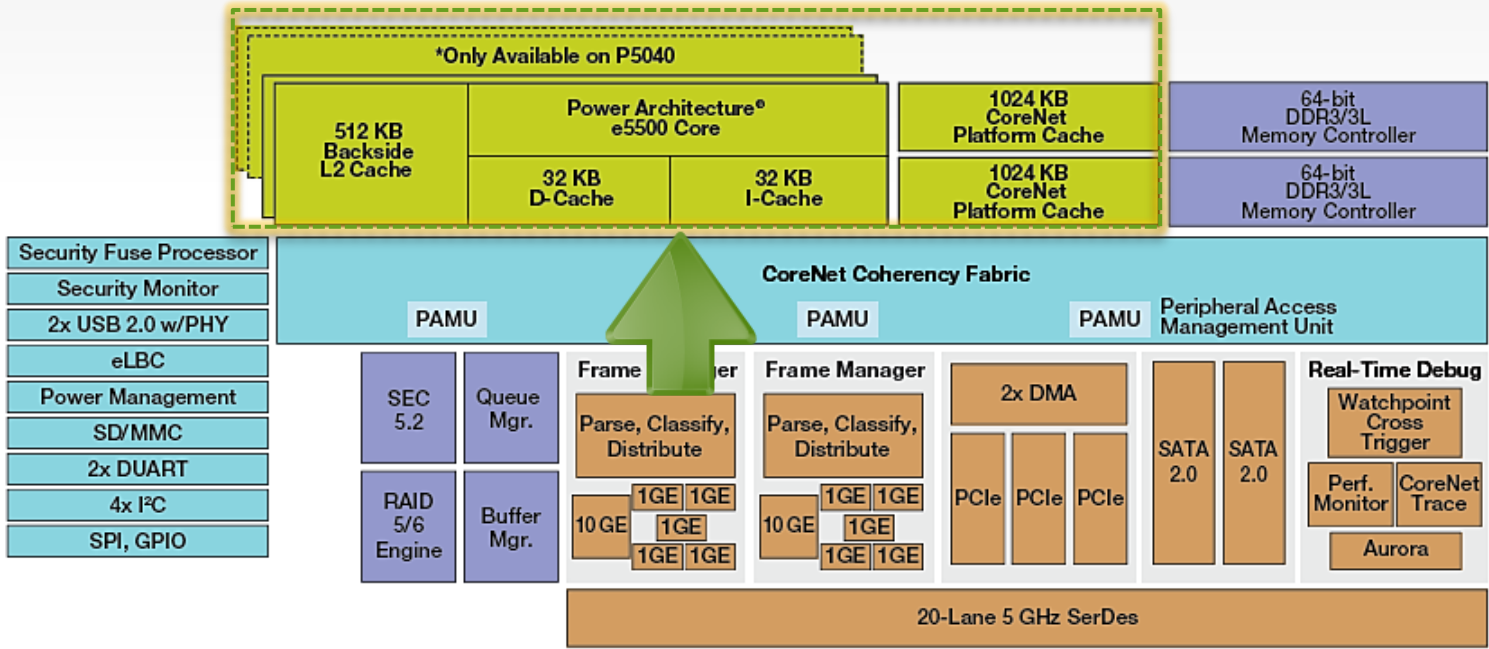 *Only Available on P5040
512 KB
Backside
L2 Cache
Power Architecture®
e5500 Core
32 KB
D-Cache
32 KB
I-Cache
1024 KB
CoreNet
Platform Cache
1024 KB
CoreNet
Platform Cache
64-bit
DDR3/3L
Memory Controller
64-bit
DDR3/3L
Memory Controller
Security Fuse Processor
Security Monitor
2x USB 2.0 w/PHY
eLBC
Power Management
SD/MMC
2x DUART
4x I²C
SPI, GPIO
CoreNet Coherency Fabric
PAMU
PAMU
PAMU
Peripheral Access
Management Unit
SEC
5.2
Queue
Mgr.
RAID
5/6
Engine
Buffer
Mgr.
Frame
Parse, Classify,
Distribute
10 GE
1GE 1GE
1GE
1GE 1GE
Frame Manager
Parse, Classify,
Distribute
10 GE
1GE 1GE
1GE
1GE 1GE
2x DMA
PCIe
PCIe
PCIe
SATA
2.0
SATA
2.0
Real-Time Debug
Watchpoint
Cross
Trigger
Perf.
Monitor
CoreNet
Trace
Aurora
20-Lane 5 GHz SerDes